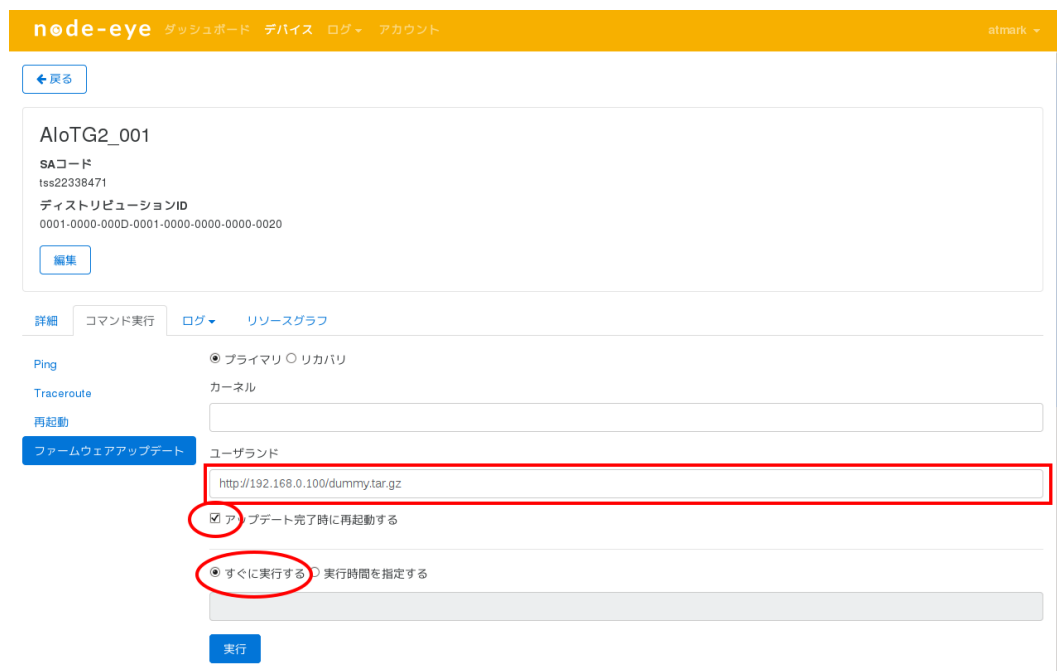 node-eye ダッシュボード デバイス ログ アカウント atmark
戻る
AIoTG2_001
SAコード
tss22338471
ディストリビューションID
0001-0000-000D-0001-0000-0000-0000-0020
編集
詳細 コマンド実行 ログ リソースグラフ
Ping
Traceroute
再起動
ファームウェアアップデート
プライマリ リカバリ
カーネル
ユーザランド
http://192.168.0.100/dummy.tar.gz
アップデート完了時に再起動する
すぐに実行する 実行時間を指定する
実行